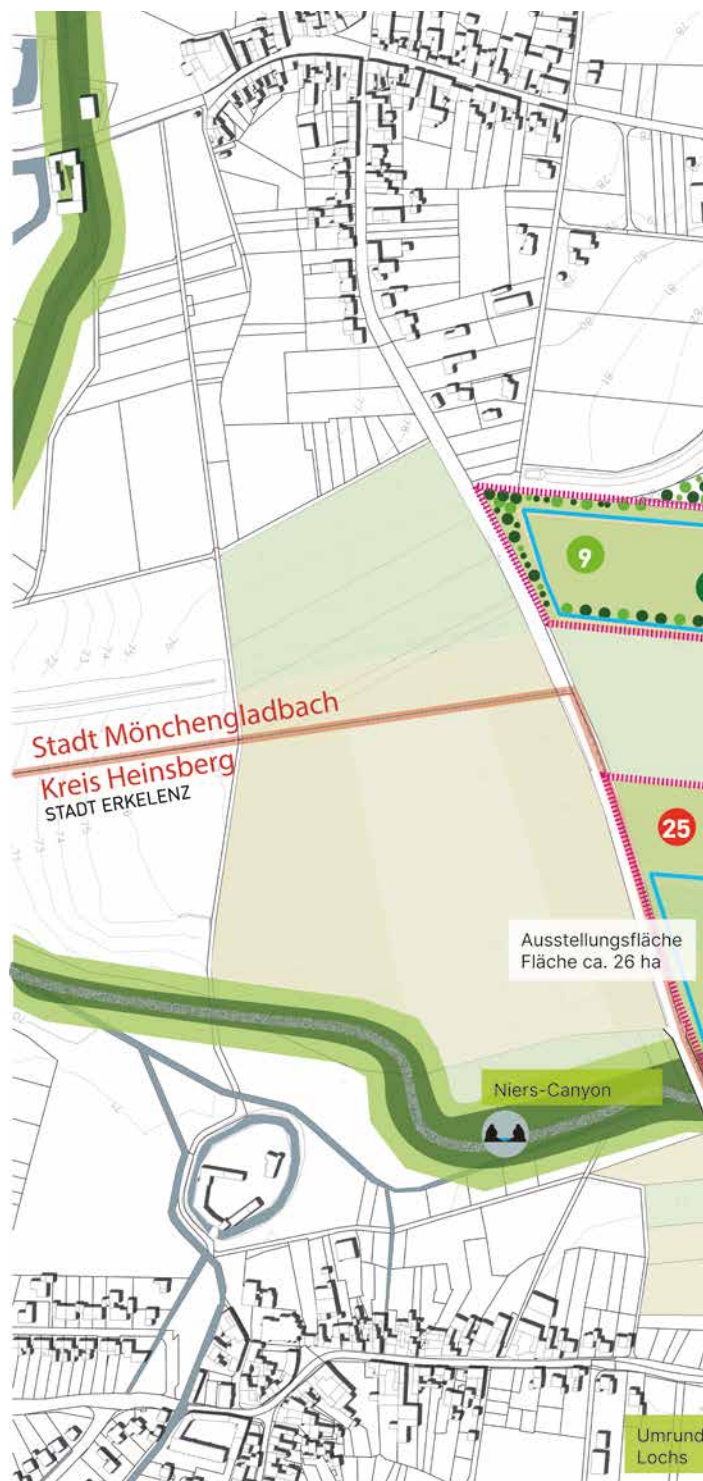 9
Stadt Mönchengladbach
Kreis Heinsberg
STADT ERKELENZ
25
Ausstellungsfläche
Fläche ca. 26 ha
Niers-Canyon
Umrund
Lochs